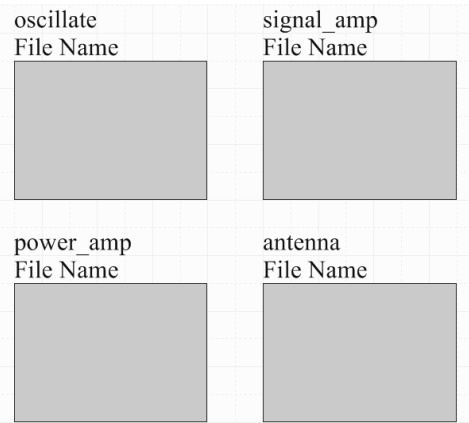 oscillate
File Name
signal_amp
File Name
power_amp
File Name
antenna
File Name